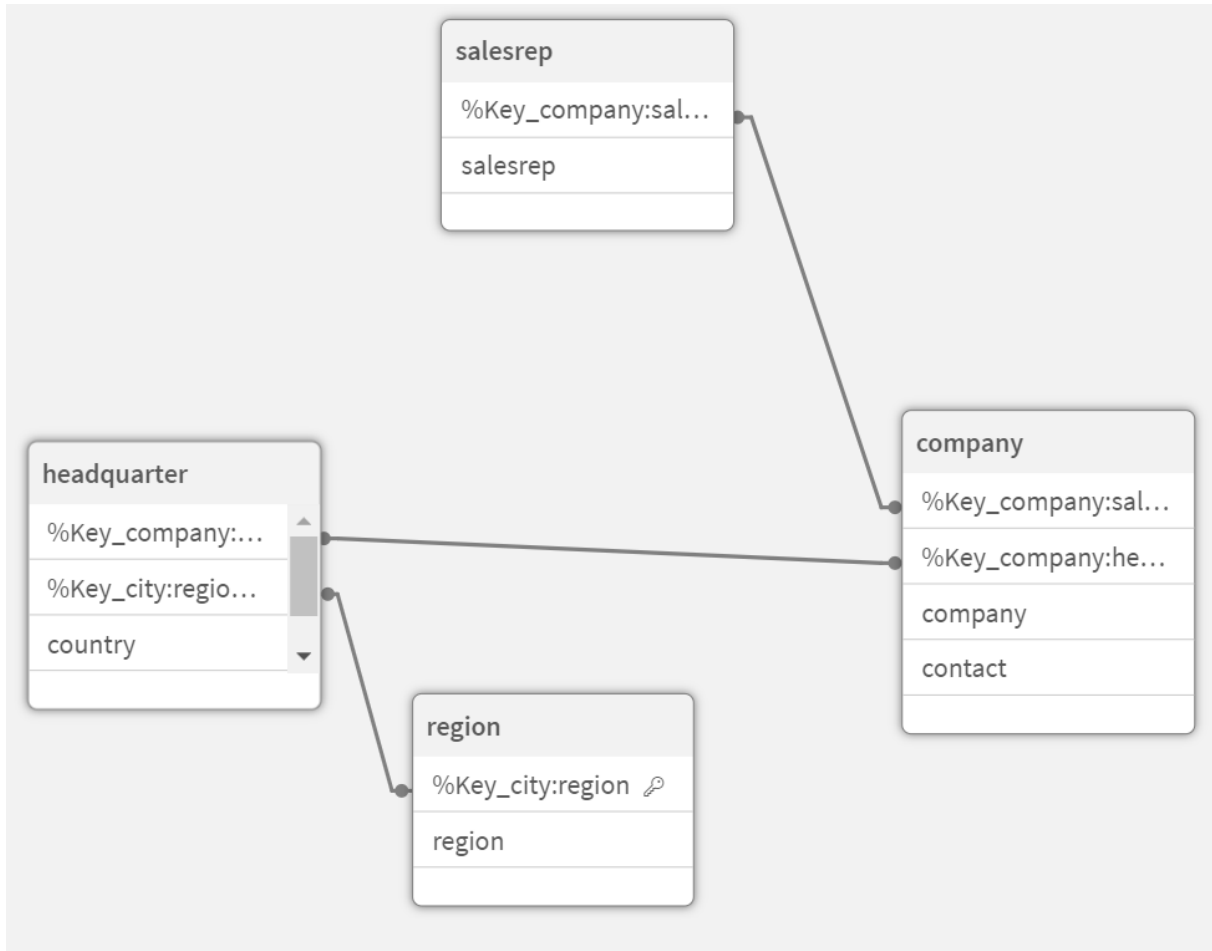 salesrep
%Key_company:sal...
salesrep
headquarter
%Key_company:...
%Key_city:regio...
country
company
%Key_company:sal...
%Key_company:he...
company
contact
region
%Key_city:region
region